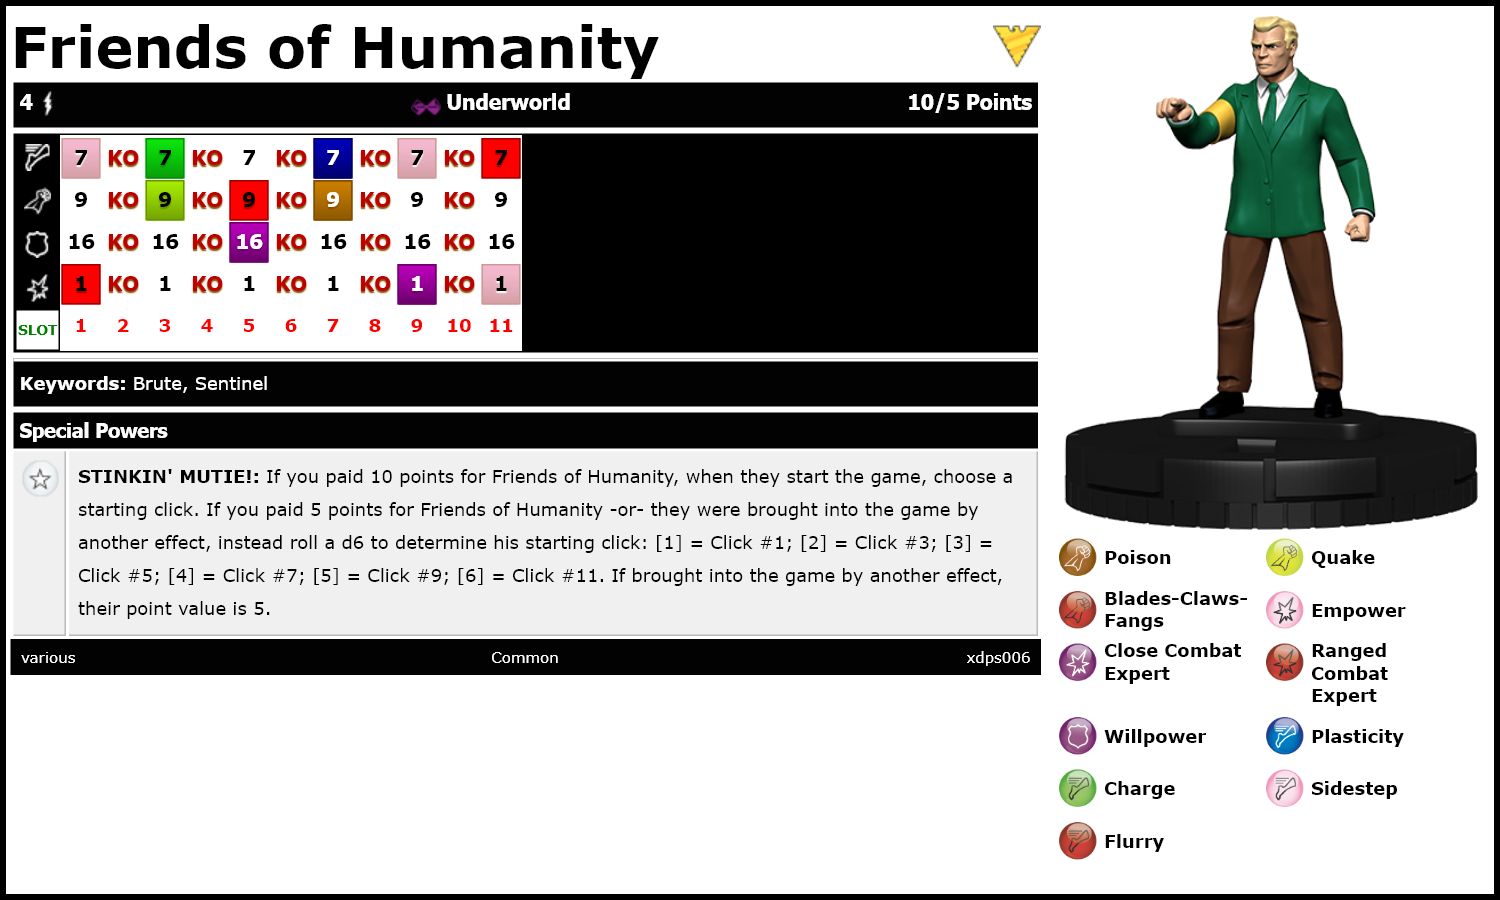 Friends of Humanity
4 Underworld 10/5 Points
7 KO 7 KO 7 KO 7 KO 7 KO 7
9 KO 9 KO 9 KO 9 KO 9 KO 9
16 KO 16 KO 16 KO 16 KO 16 KO 16
1 KO 1 KO 1 KO 1 KO 1 KO 1
SLOT 1 2 3 4 5 6 7 8 9 10 11
Keywords: Brute, Sentinel
Special Powers
STINKIN' MUTIE!: If you paid 10 points for Friends of Humanity, when they start the game, choose a
starting click. If you paid 5 points for Friends of Humanity -or- they were brought into the game by
another effect, instead roll a d6 to determine his starting click: [1] = Click #1; [2] = Click #3; [3] =
Click #5; [4] = Click #7; [5] = Click #9; [6] = Click #11. If brought into the game by another effect,
their point value is 5.
various Common xdps006
Poison Quake
Blades-Claws-
Fangs
Empower
Close Combat
Expert
Ranged
Combat
Expert
Willpower Plasticity
Charge Sidestep
Flurry